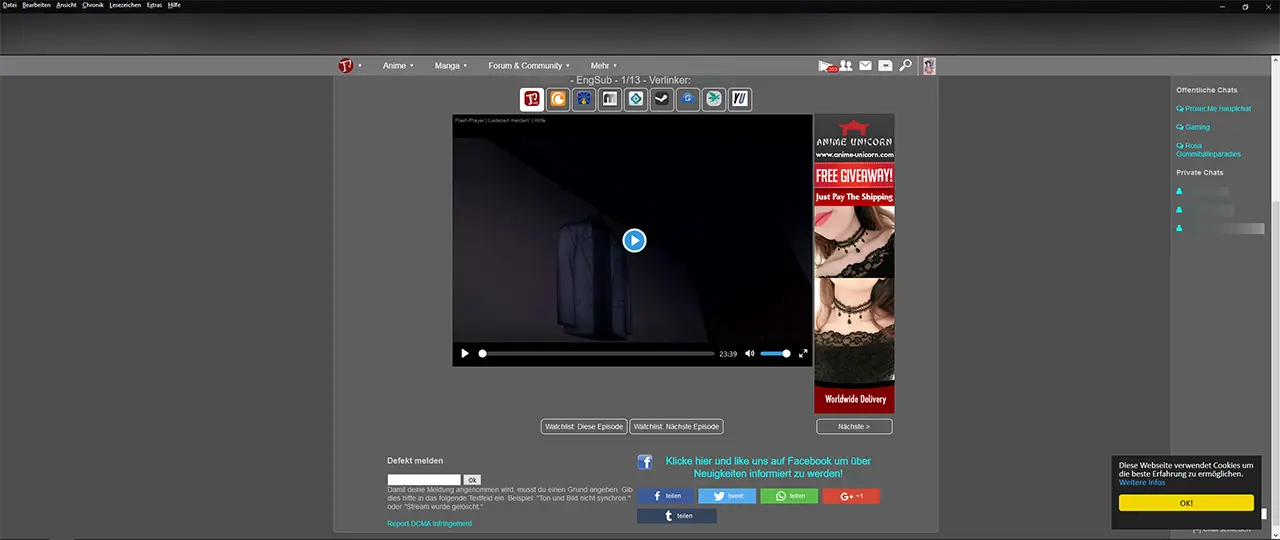 Datei Bearbeiten Ansicht Chronik Lesezeichen Extras Hilfe
Anime Manga Forum & Community Mehr
203
- EngSub - 1/13 - Verlinker:
Flash-Player | Ladezeit melden! | Hilfe
23:39
ANIME UNICORN
www.anime-unicorn.com
FREE GIVEAWAY!
Just Pay The Shipping
Worldwide Delivery
Watchlist: Diese Episode Watchlist: Nächste Episode Nächste >
Defekt melden
Ok
Damit deine Meldung angenommen wird, musst du einen Grund angeben. Gib
dies bitte in das folgende Textfeld ein. Beispiel: "Ton und Bild nicht synchron."
oder "Stream wurde gelöscht."
Report DCMA Infringement
Klicke hier und like uns auf Facebook um über
Neuigkeiten informiert zu werden!
teilen tweet teilen G+ +1
teilen
Öffentliche Chats
Proxer.Me Hauptchat
Gaming
Rosa
Gummibälleparadies
Private Chats
Diese Webseite verwendet Cookies um
die beste Erfahrung zu ermöglichen.
Weitere Infos
OK!